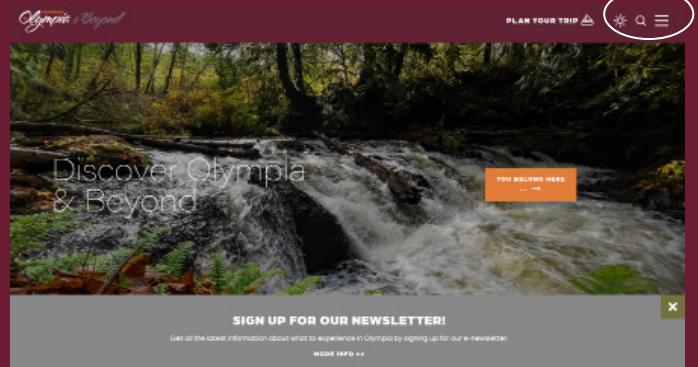 Olympia & Beyond
PLAN YOUR TRIP
Discover Olympia
& Beyond
YOU BELONG HERE
... →
SIGN UP FOR OUR NEWSLETTER!
Get all the latest information about what to experience in Olympia by signing up for our e-newsletter.
MORE INFO >>